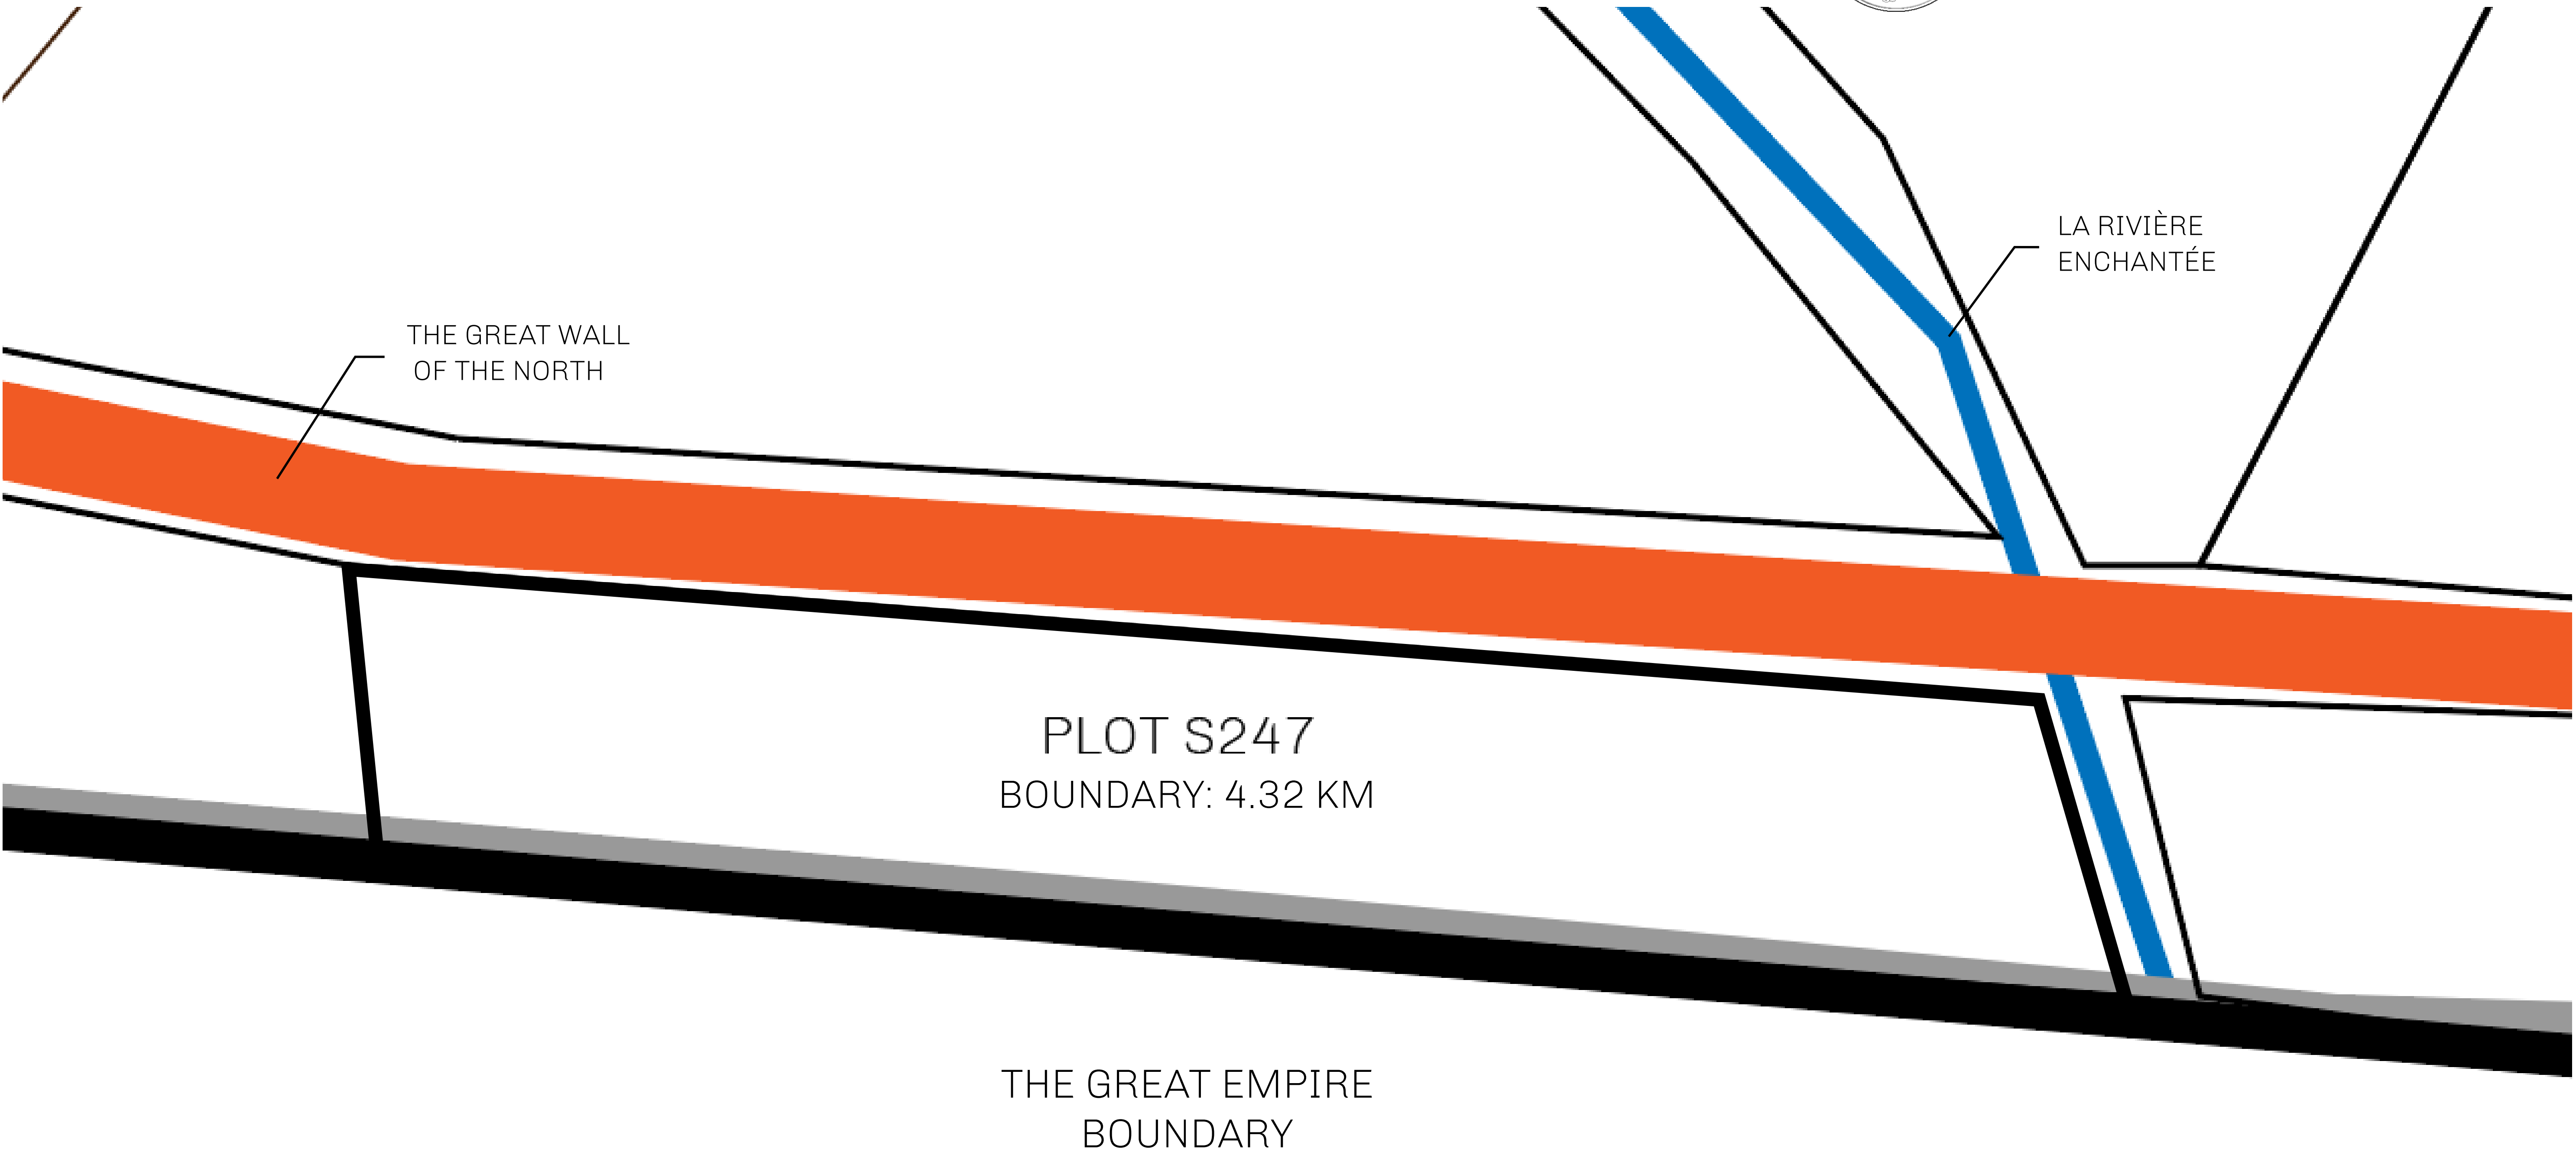 LA RIVIÈRE
ENCHANTÉE
THE GREAT WALL
OF THE NORTH
PLOT S247
BOUNDARY: 4.32 KM
THE GREAT EMPIRE
BOUNDARY